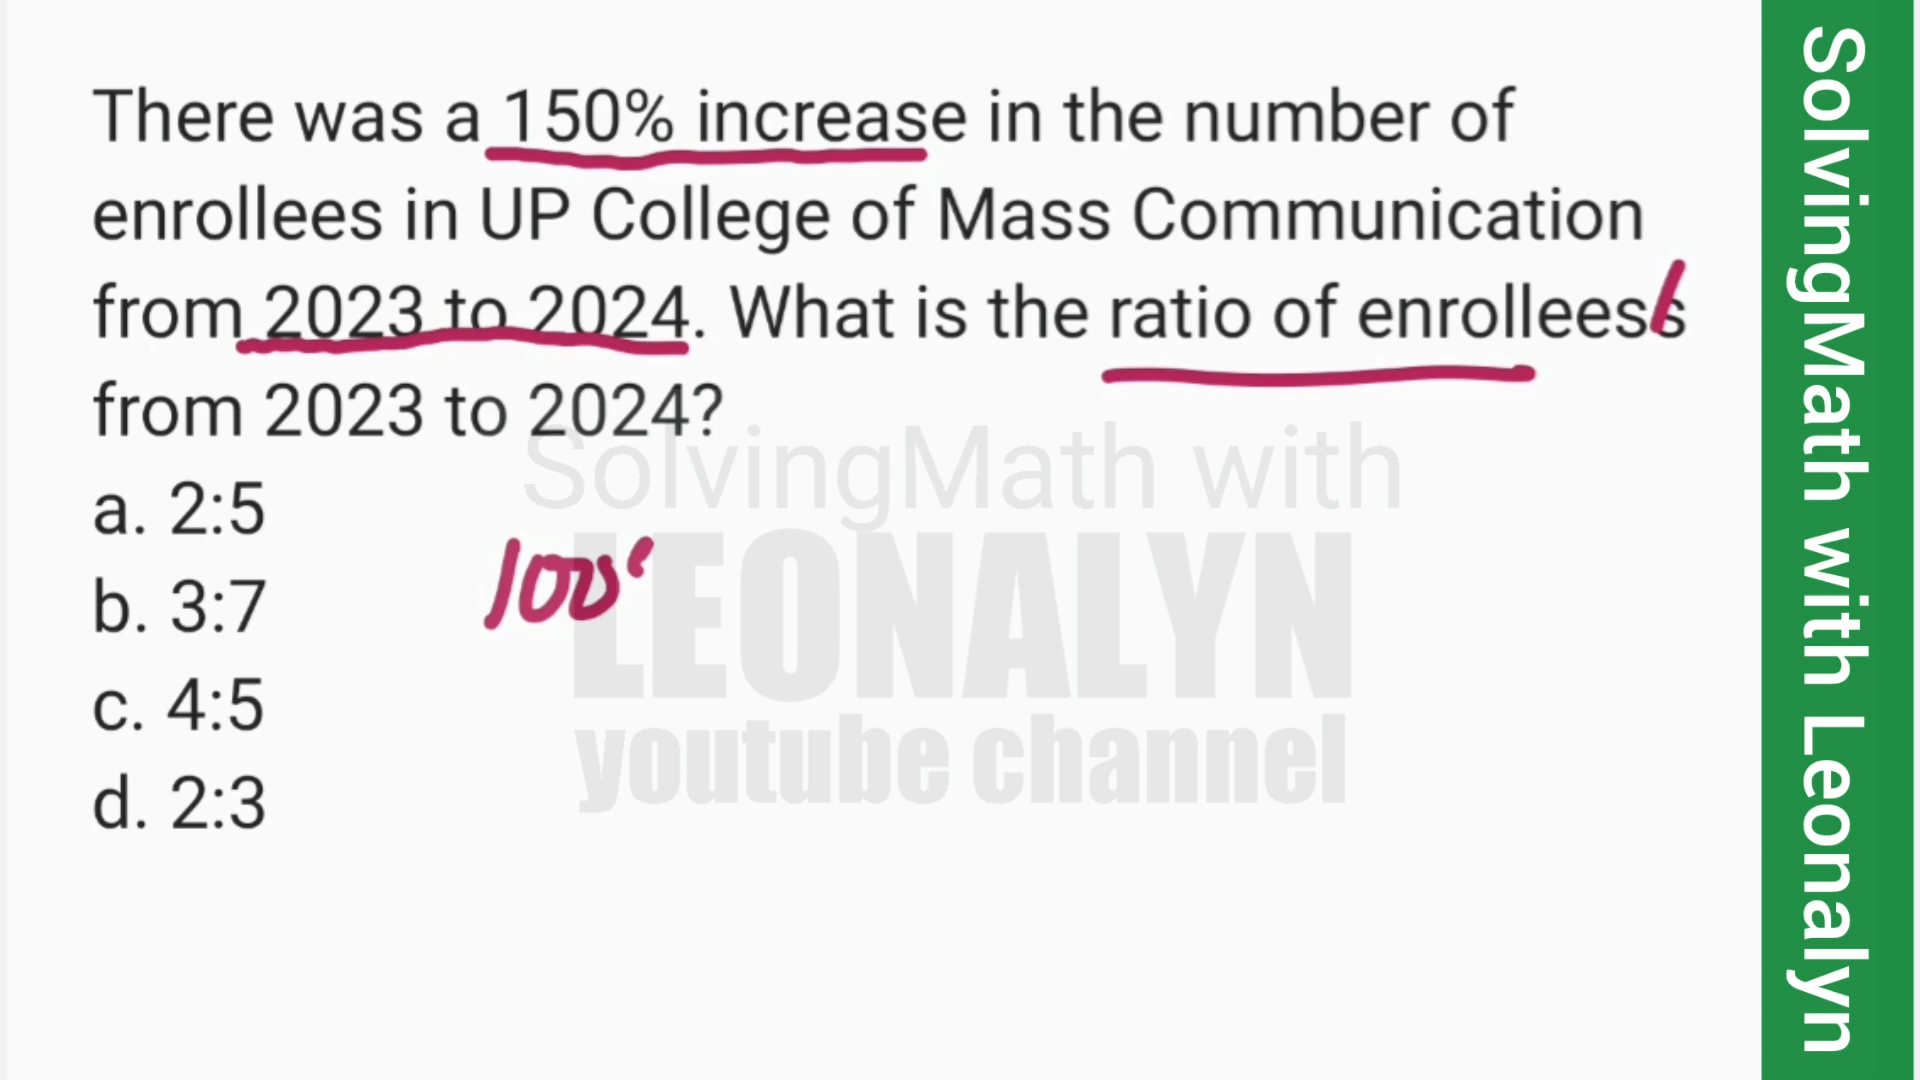 There was a 150% increase in the number of
enrollees in UP College of Mass Communication
from 2023 to 2024. What is the ratio of enrolleess
from 2023 to 2024?
a. 2:5
b. 3:7
c. 4:5
d. 2:3
100
SolvingMath with
LEONALYN
youtube channel
SolvingMath with Leonalyn